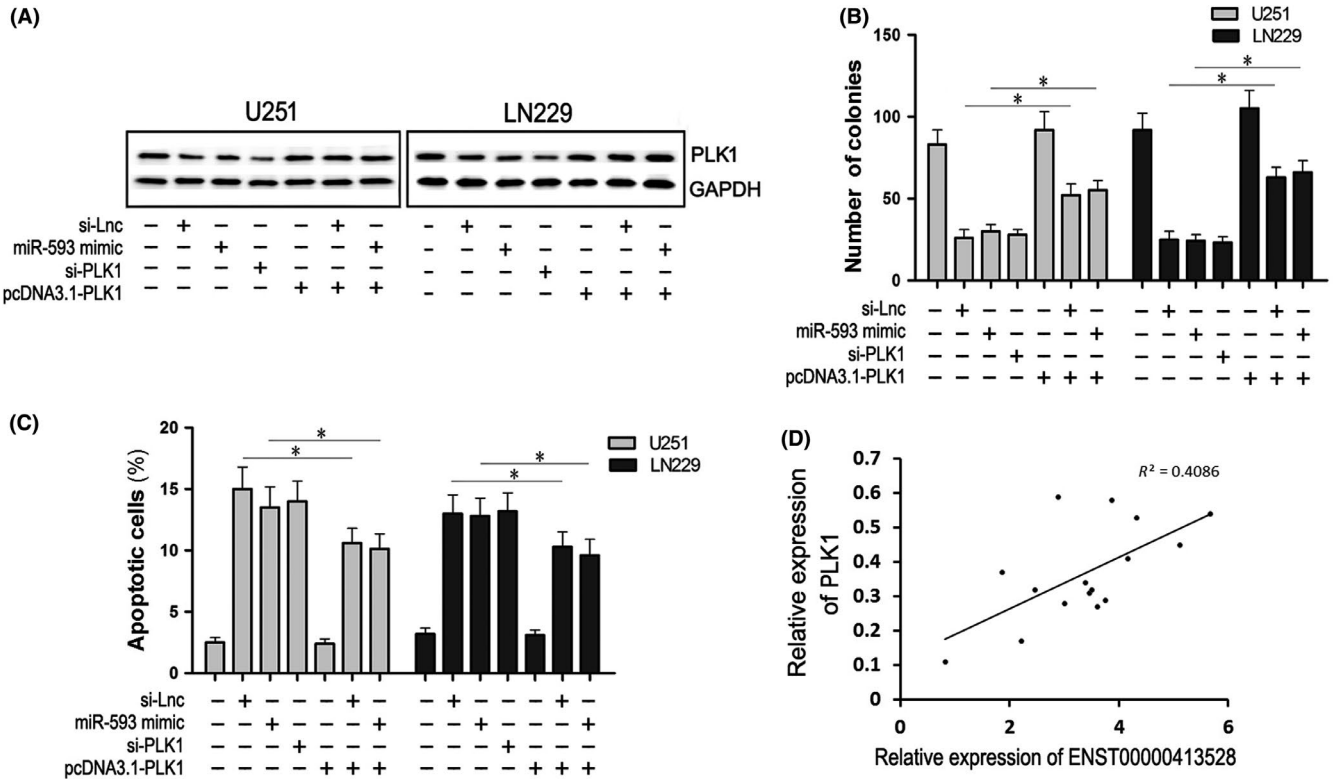 (A)
U251
LN229
PLK1
GAPDH
si-Lnc − + − − − + − − + − − − + −
miR-593 mimic − − + − − − + − − + − − − +
si-PLK1 − − − + − − − − − − + − − −
pcDNA3.1-PLK1 − − − − + + + − − − − + + +
(B)
U251
LN229
Number of colonies
150
100
50
0
* * * *
si-Lnc − + − − − + − − + − − − + −
miR-593 mimic − − + − − − + − − + − − − +
si-PLK1 − − − + − − − − − − + − − −
pcDNA3.1-PLK1 − − − − + + + − − − − + + +
(C)
U251
LN229
Apoptotic cells (%)
20
15
10
5
0
* * * *
si-Lnc − + − − − + − − + − − − + −
miR-593 mimic − − + − − − + − − + − − − +
si-PLK1 − − − + − − − − − − + − − −
pcDNA3.1-PLK1 − − − − + + + − − − − + + +
(D)
R² = 0.4086
Relative expression
of PLK1
0.7
0.6
0.5
0.4
0.3
0.2
0.1
0
0 2 4 6
Relative expression of ENST00000413528